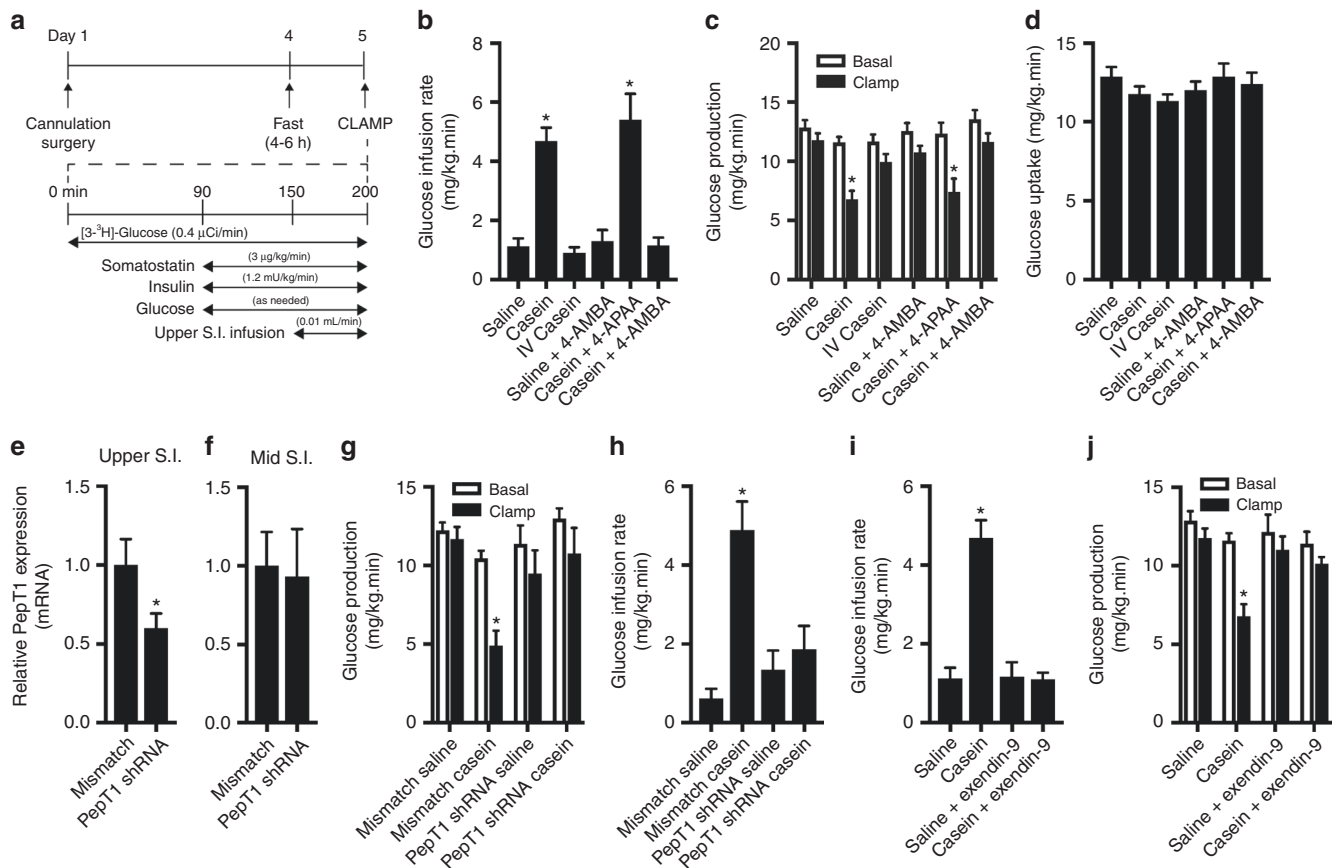 a
Day 1
4
5
Cannulation
surgery
Fast
(4-6 h)
CLAMP
0 min
90
150
200
[3-³H]-Glucose (0.4 µCi/min)
Somatostatin
(3 µg/kg/min)
Insulin
(1.2 mU/kg/min)
Glucose
(as needed)
Upper S.I. infusion
(0.01 mL/min)
b
Glucose infusion rate
(mg/kg.min)
8
6
4
2
0
*
*
Saline
Casein
IV Casein
Saline + 4-AMBA
Casein + 4-APAA
Casein + 4-AMBA
c
Glucose production
(mg/kg.min)
20
15
10
5
0
Basal
Clamp
*
*
Saline
Casein
IV Casein
Saline + 4-AMBA
Casein + 4-APAA
Casein + 4-AMBA
d
Glucose uptake (mg/kg.min)
15
10
5
0
Saline
Casein
IV Casein
Saline + 4-AMBA
Casein + 4-APAA
Casein + 4-AMBA
e
Upper S.I.
Relative PepT1 expression
(mRNA)
1.5
1.0
0.5
0.0
*
Mismatch
PepT1 shRNA
f
Mid S.I.
1.5
1.0
0.5
0.0
Mismatch
PepT1 shRNA
g
Glucose production
(mg/kg.min)
15
10
5
0
Basal
Clamp
*
Mismatch saline
Mismatch casein
PepT1 shRNA saline
PepT1 shRNA casein
h
Glucose infusion rate
(mg/kg.min)
6
4
2
0
*
Mismatch saline
Mismatch casein
PepT1 shRNA saline
PepT1 shRNA casein
i
Glucose infusion rate
(mg/kg.min)
6
4
2
0
*
Saline
Casein
Saline + exendin-9
Casein + exendin-9
j
Glucose production
(mg/kg.min)
15
10
5
0
Basal
Clamp
*
Saline
Casein
Saline + exendin-9
Casein + exendin-9